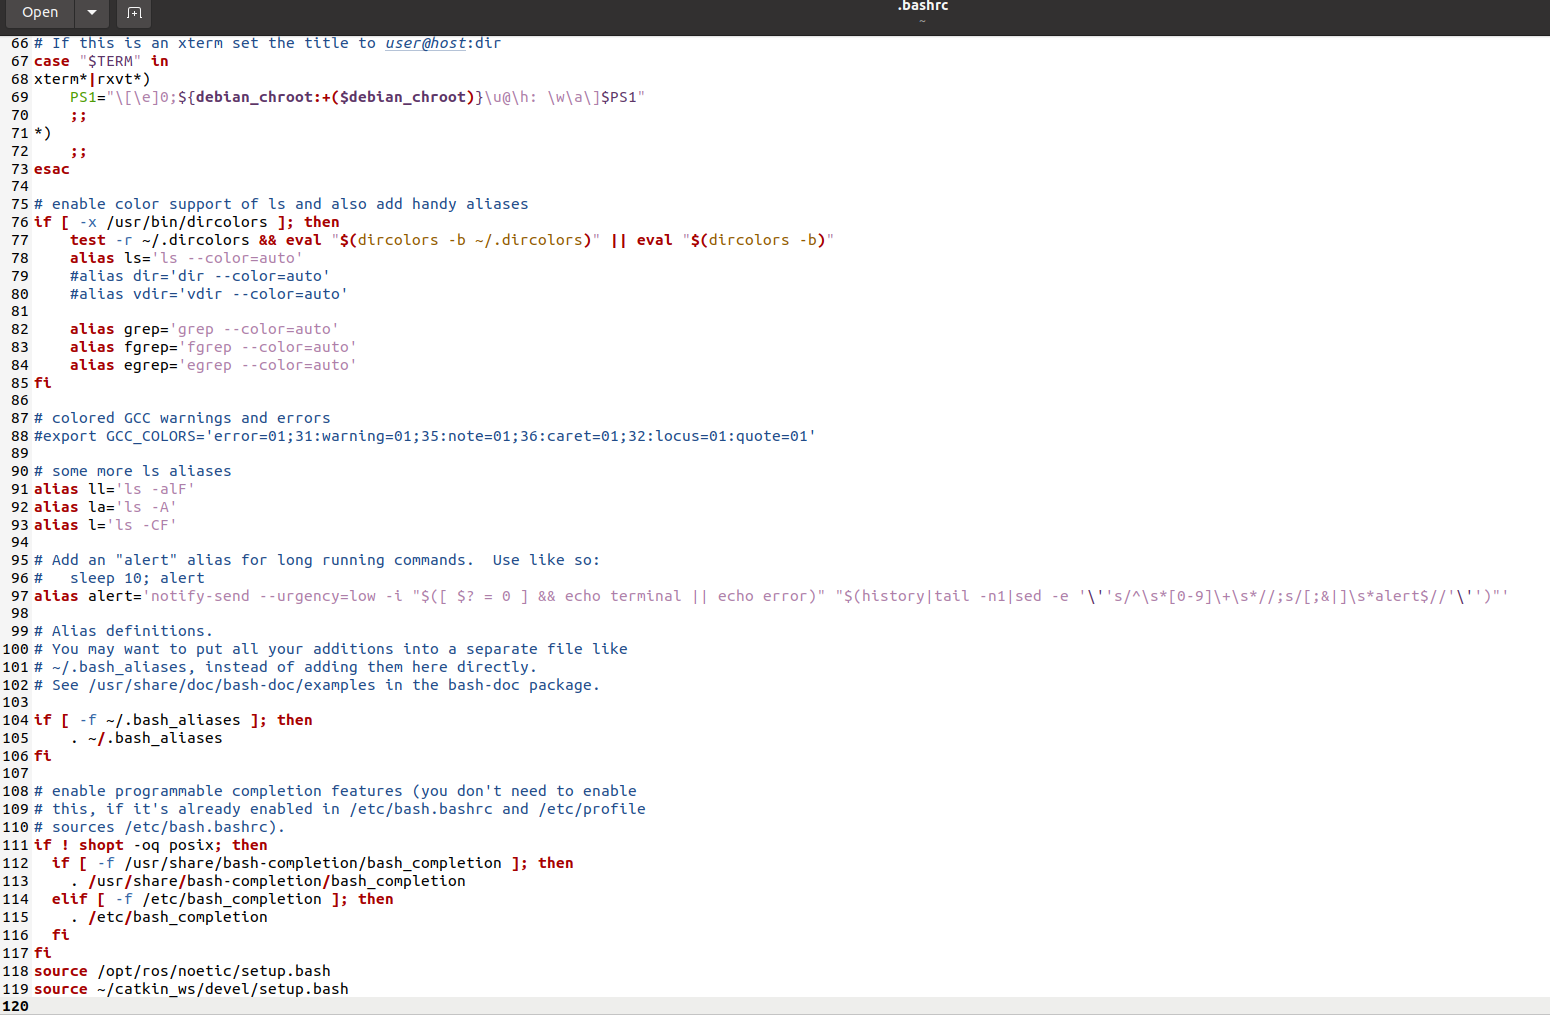 Open
.bashrc
~
66 # If this is an xterm set the title to user@host:dir
67 case "$TERM" in
68 xterm*|rxvt*)
69     PS1="\[\e]0;${debian_chroot:+($debian_chroot)}\u@\h: \w\a\]$PS1"
70     ;;
71 *)
72     ;;
73 esac
74
75 # enable color support of ls and also add handy aliases
76 if [ -x /usr/bin/dircolors ]; then
77     test -r ~/.dircolors && eval "$(dircolors -b ~/.dircolors)" || eval "$(dircolors -b)"
78     alias ls='ls --color=auto'
79     #alias dir='dir --color=auto'
80     #alias vdir='vdir --color=auto'
81
82     alias grep='grep --color=auto'
83     alias fgrep='fgrep --color=auto'
84     alias egrep='egrep --color=auto'
85 fi
86
87 # colored GCC warnings and errors
88 #export GCC_COLORS='error=01;31:warning=01;35:note=01;36:caret=01;32:locus=01:quote=01'
89
90 # some more ls aliases
91 alias ll='ls -alF'
92 alias la='ls -A'
93 alias l='ls -CF'
94
95 # Add an "alert" alias for long running commands.  Use like so:
96 #   sleep 10; alert
97 alias alert='notify-send --urgency=low -i "$([ $? = 0 ] && echo terminal || echo error)" "$(history|tail -n1|sed -e '\''s/^\s*[0-9]\+\s*//;s/[;&|]\s*alert$//'\'')"'
98
99 # Alias definitions.
100 # You may want to put all your additions into a separate file like
101 # ~/.bash_aliases, instead of adding them here directly.
102 # See /usr/share/doc/bash-doc/examples in the bash-doc package.
103
104 if [ -f ~/.bash_aliases ]; then
105     . ~/.bash_aliases
106 fi
107
108 # enable programmable completion features (you don't need to enable
109 # this, if it's already enabled in /etc/bash.bashrc and /etc/profile
110 # sources /etc/bash.bashrc).
111 if ! shopt -oq posix; then
112   if [ -f /usr/share/bash-completion/bash_completion ]; then
113     . /usr/share/bash-completion/bash_completion
114   elif [ -f /etc/bash_completion ]; then
115     . /etc/bash_completion
116   fi
117 fi
118 source /opt/ros/noetic/setup.bash
119 source ~/catkin_ws/devel/setup.bash
120